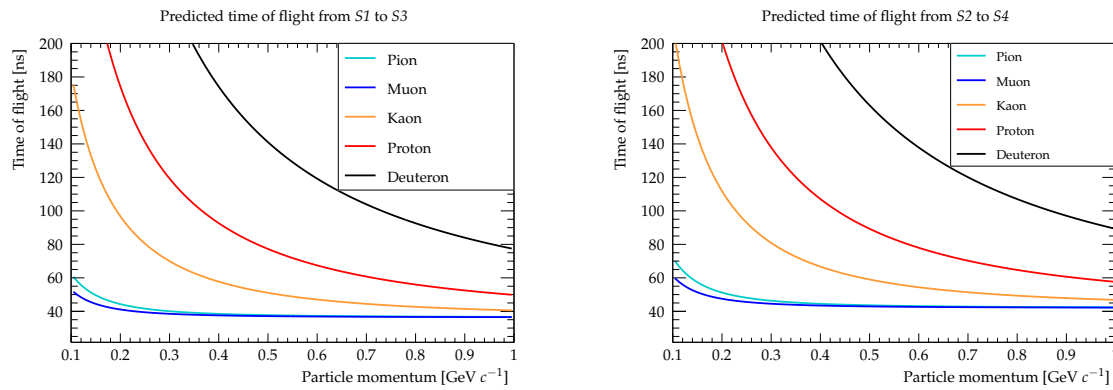 Predicted time of flight from S1 to S3
Time of flight [ns]
200
180
160
140
120
100
80
60
40
Pion
Muon
Kaon
Proton
Deuteron
0.1 0.2 0.3 0.4 0.5 0.6 0.7 0.8 0.9 1
Particle momentum [GeV c⁻¹]
Predicted time of flight from S2 to S4
Time of flight [ns]
200
180
160
140
120
100
80
60
40
Pion
Muon
Kaon
Proton
Deuteron
0.1 0.2 0.3 0.4 0.5 0.6 0.7 0.8 0.9 1
Particle momentum [GeV c⁻¹]